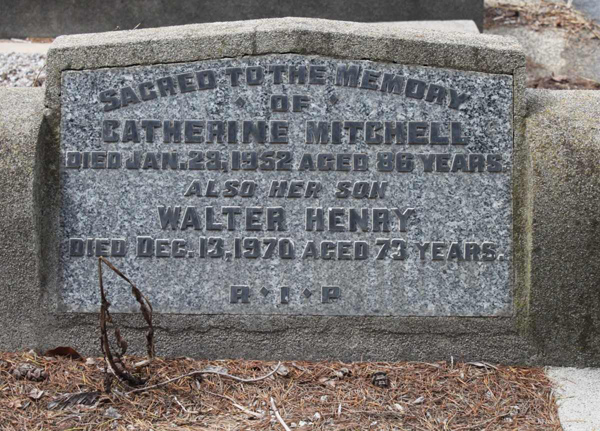 SACRED TO THE MEMORY
· OF ·
CATHERINE MITCHELL
DIED JAN. 23, 1952 AGED 86 YEARS.
ALSO HER SON
WALTER HENRY
DIED DEC. 13, 1970 AGED 73 YEARS.
R · I · P